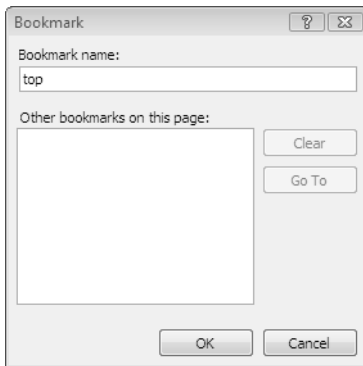 Bookmark
Bookmark name:
top
Other bookmarks on this page:
Clear
Go To
OK
Cancel